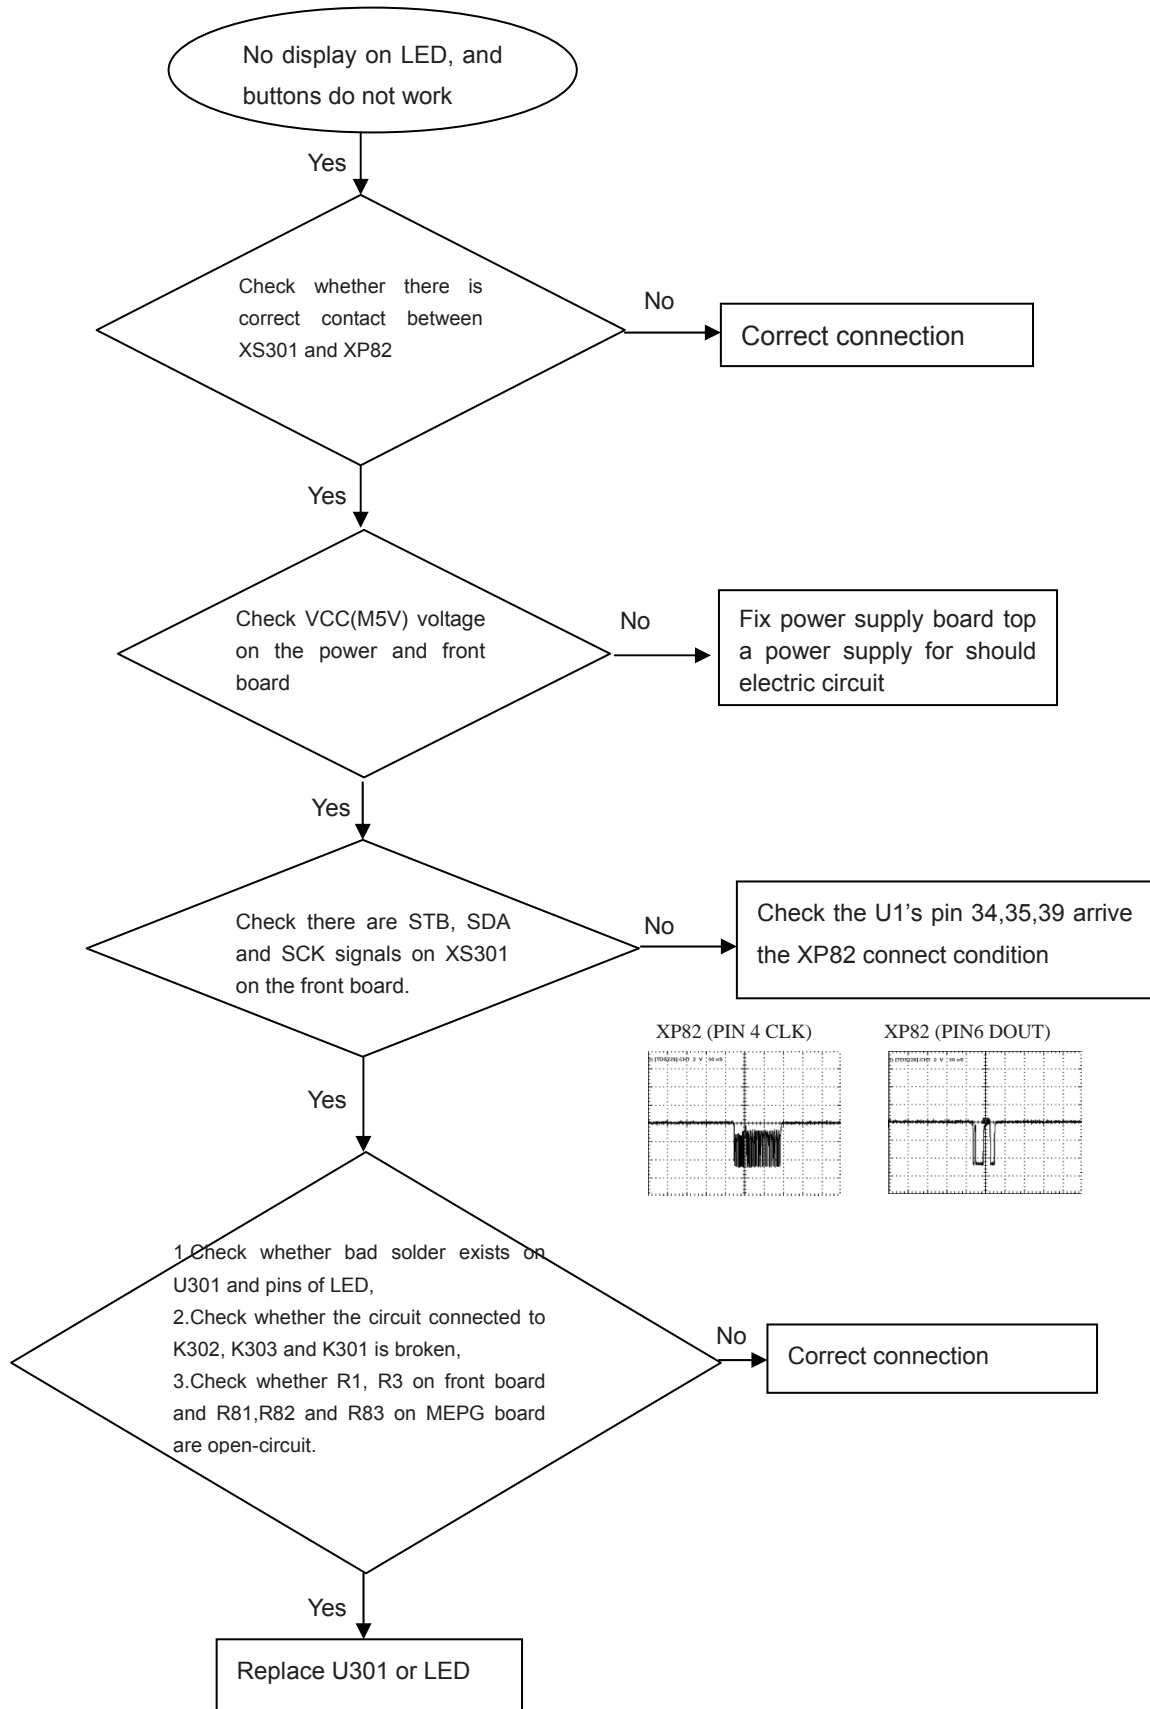 No display on LED, and
buttons do not work
Yes
Check whether there is
correct contact between
XS301 and XP82
No
Correct connection
Yes
Check VCC(M5V) voltage
on the power and front
board
No
Fix power supply board top
a power supply for should
electric circuit
Yes
Check there are STB, SDA
and SCK signals on XS301
on the front board.
No
Check the U1’s pin 34,35,39 arrive
the XP82 connect condition
XP82 (PIN 4 CLK)
XP82 (PIN6 DOUT)
Yes
1.Check whether bad solder exists on
U301 and pins of LED,
2.Check whether the circuit connected to
K302, K303 and K301 is broken,
3.Check whether R1, R3 on front board
and R81,R82 and R83 on MEPG board
are open-circuit.
No
Correct connection
Yes
Replace U301 or LED